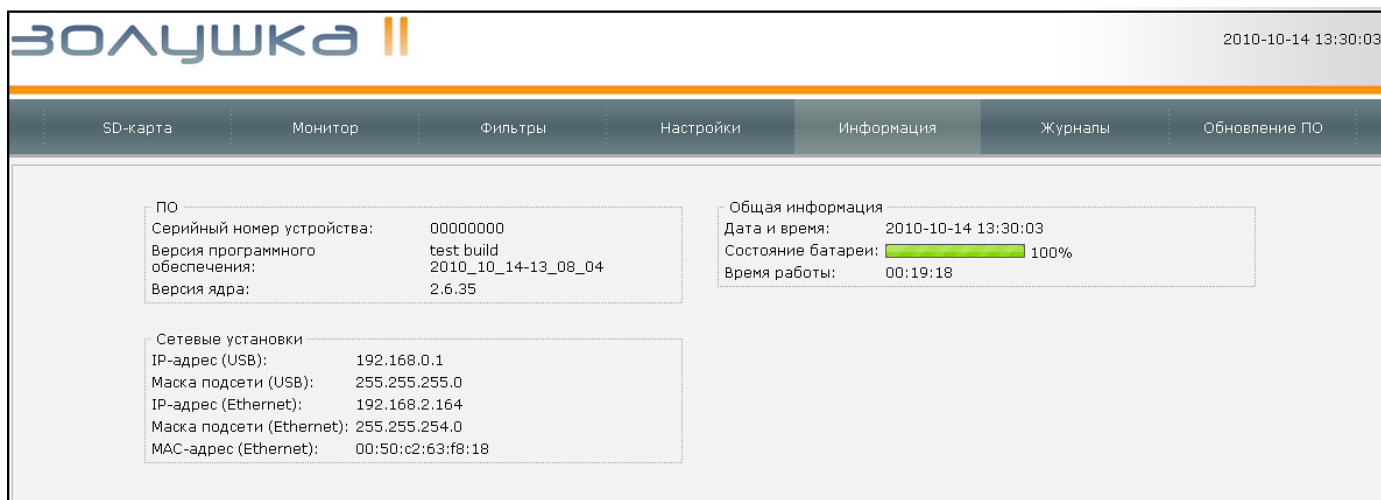 золушка II
2010-10-14 13:30:03
SD-карта Монитор Фильтры Настройки Информация Журналы Обновление ПО
ПО
Серийный номер устройства: 00000000
Версия программного обеспечения: test build 2010_10_14-13_08_04
Версия ядра: 2.6.35
Общая информация
Дата и время: 2010-10-14 13:30:03
Состояние батареи: 100%
Время работы: 00:19:18
Сетевые установки
IP-адрес (USB): 192.168.0.1
Маска подсети (USB): 255.255.255.0
IP-адрес (Ethernet): 192.168.2.164
Маска подсети (Ethernet): 255.255.254.0
MAC-адрес (Ethernet): 00:50:c2:63:f8:18